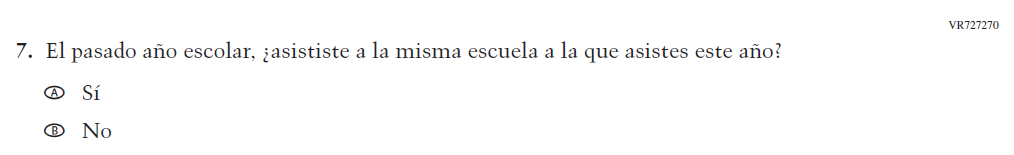 VR727270
7. El pasado año escolar, ¿asististe a la misma escuela a la que asistes este año?
A Sí
B No